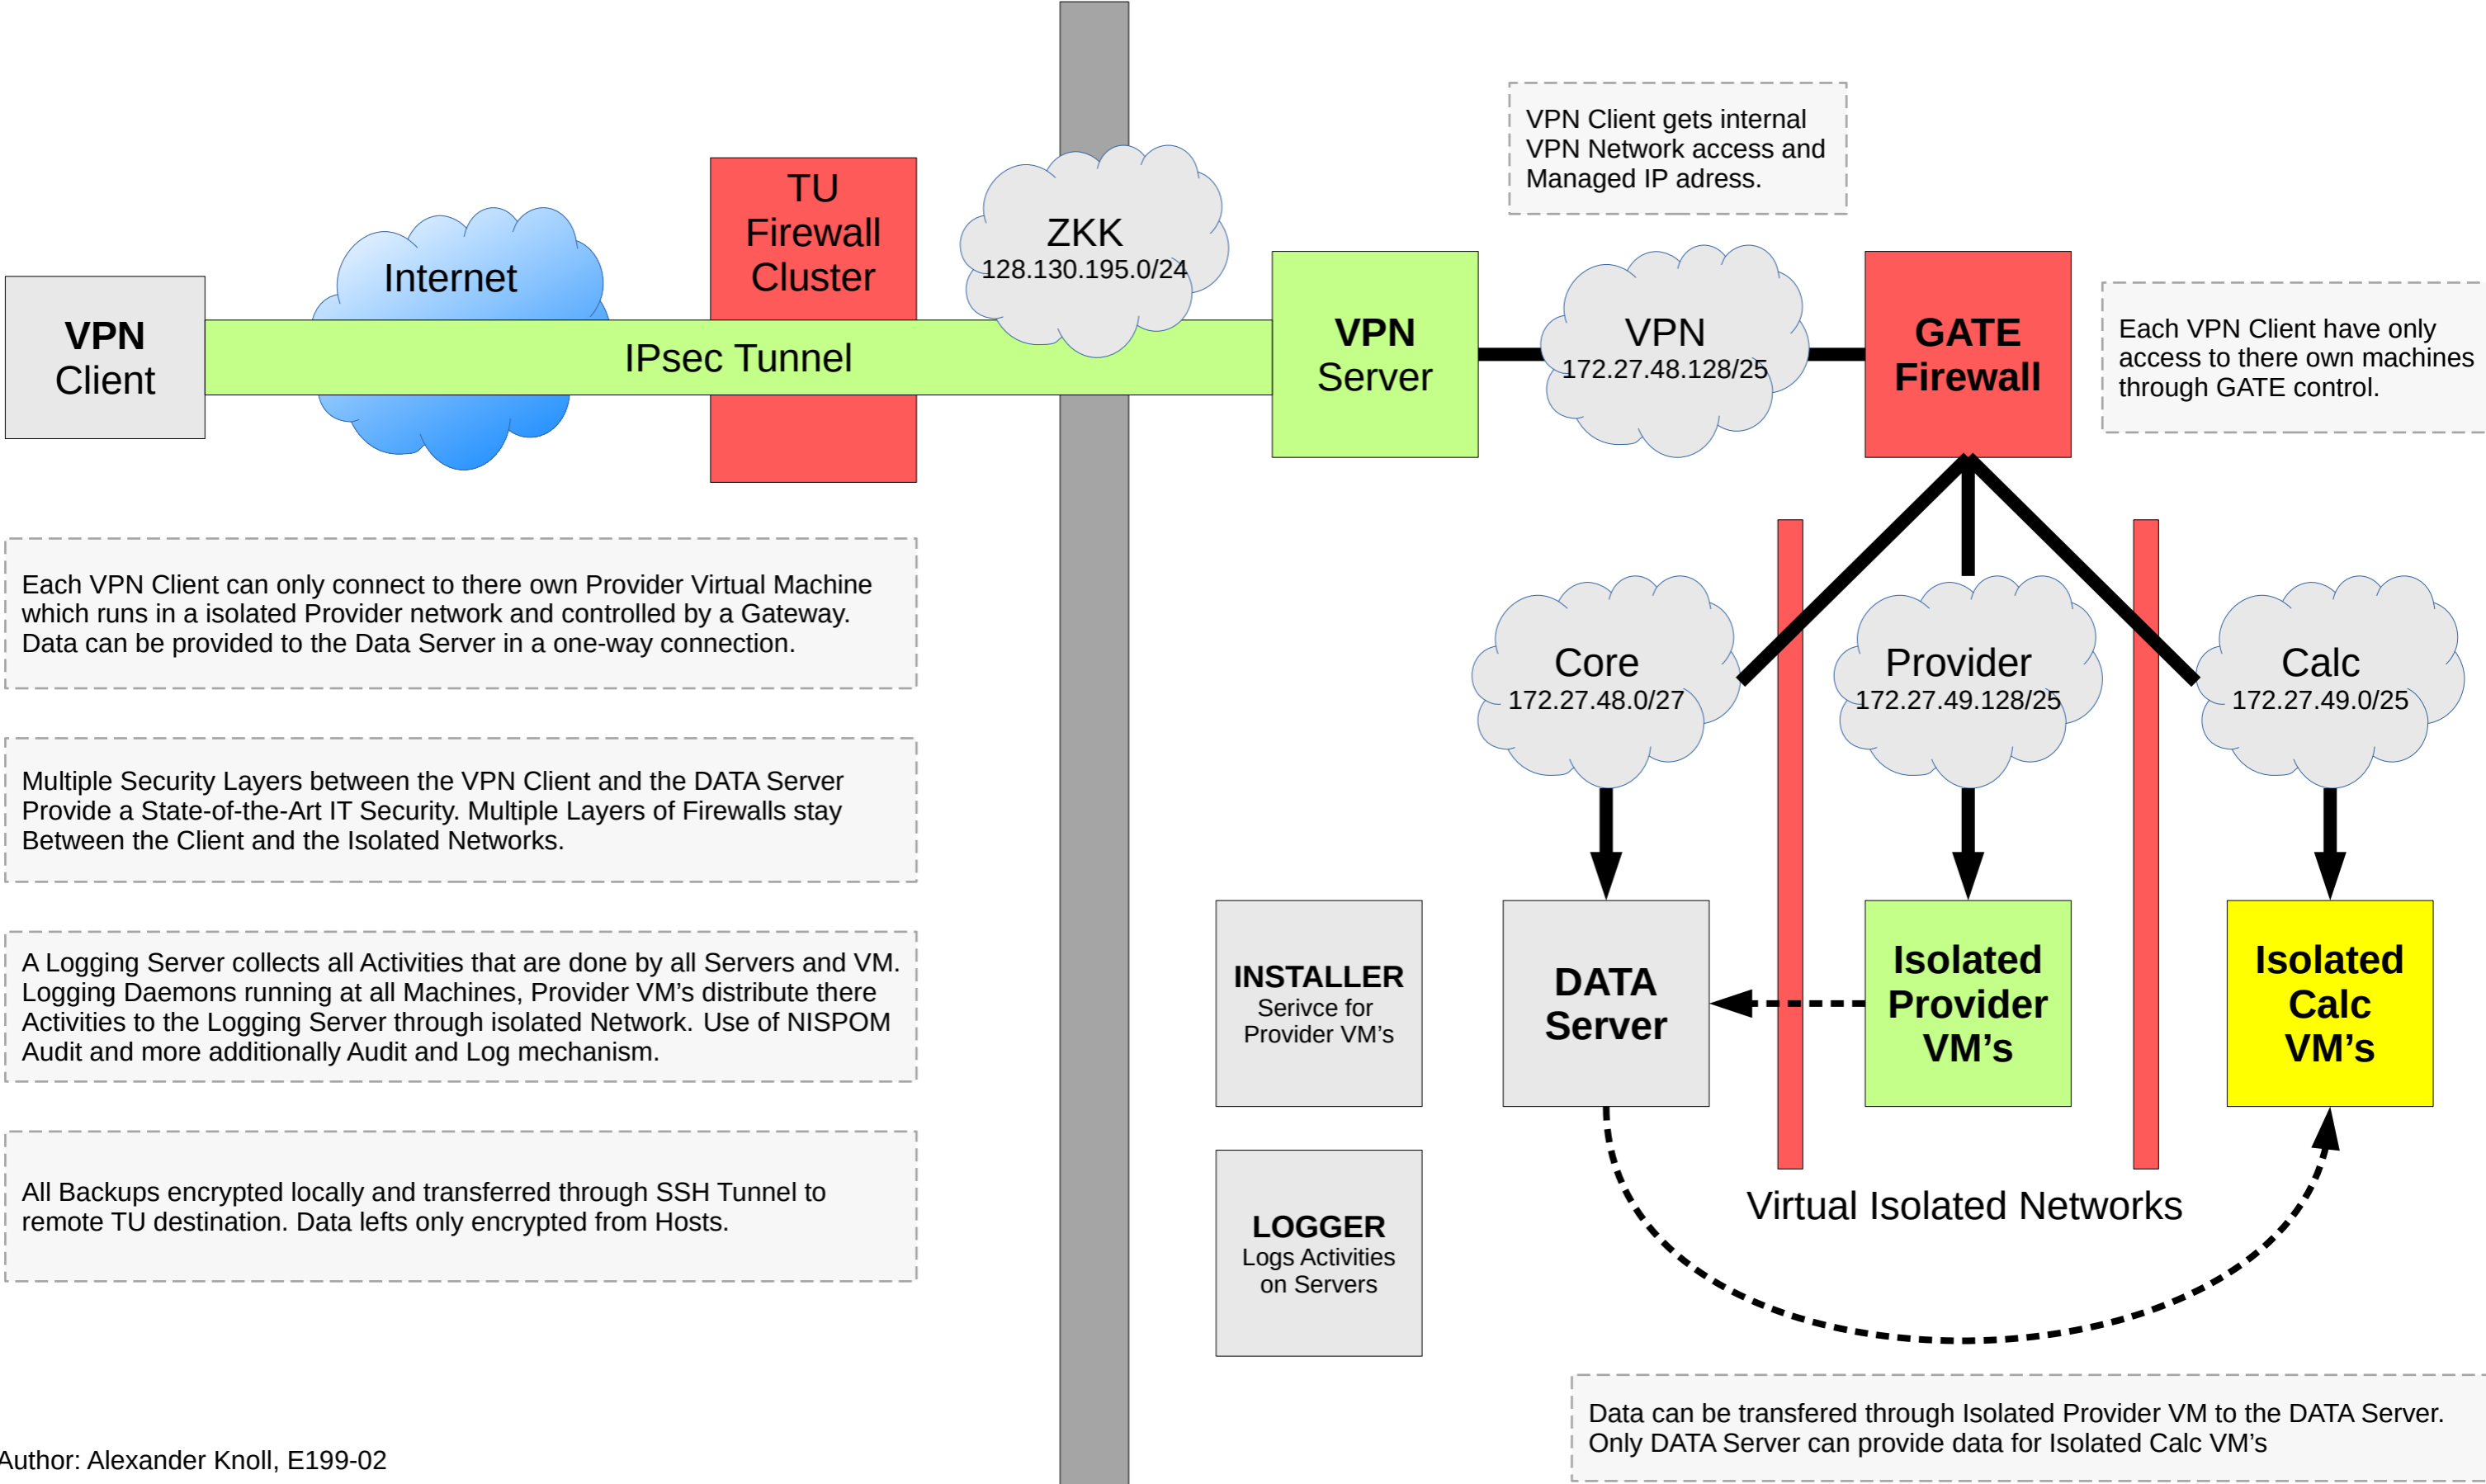 VPN Client gets internal
VPN Network access and
Managed IP adress.
TU
Firewall
Cluster
ZKK
128.130.195.0/24
Internet
VPN
Client
IPsec Tunnel
VPN
Server
VPN
172.27.48.128/25
GATE
Firewall
Each VPN Client have only
access to there own machines
through GATE control.
Each VPN Client can only connect to there own Provider Virtual Machine
which runs in a isolated Provider network and controlled by a Gateway.
Data can be provided to the Data Server in a one-way connection.
Core
172.27.48.0/27
Provider
172.27.49.128/25
Calc
172.27.49.0/25
Multiple Security Layers between the VPN Client and the DATA Server
Provide a State-of-the-Art IT Security. Multiple Layers of Firewalls stay
Between the Client and the Isolated Networks.
A Logging Server collects all Activities that are done by all Servers and VM.
Logging Daemons running at all Machines, Provider VM’s distribute there
Activities to the Logging Server through isolated Network. Use of NISPOM
Audit and more additionally Audit and Log mechanism.
INSTALLER
Serivce for
Provider VM’s
DATA
Server
Isolated
Provider
VM’s
Isolated
Calc
VM’s
All Backups encrypted locally and transferred through SSH Tunnel to
remote TU destination. Data lefts only encrypted from Hosts.
LOGGER
Logs Activities
on Servers
Virtual Isolated Networks
Data can be transfered through Isolated Provider VM to the DATA Server.
Only DATA Server can provide data for Isolated Calc VM’s
Author: Alexander Knoll, E199-02